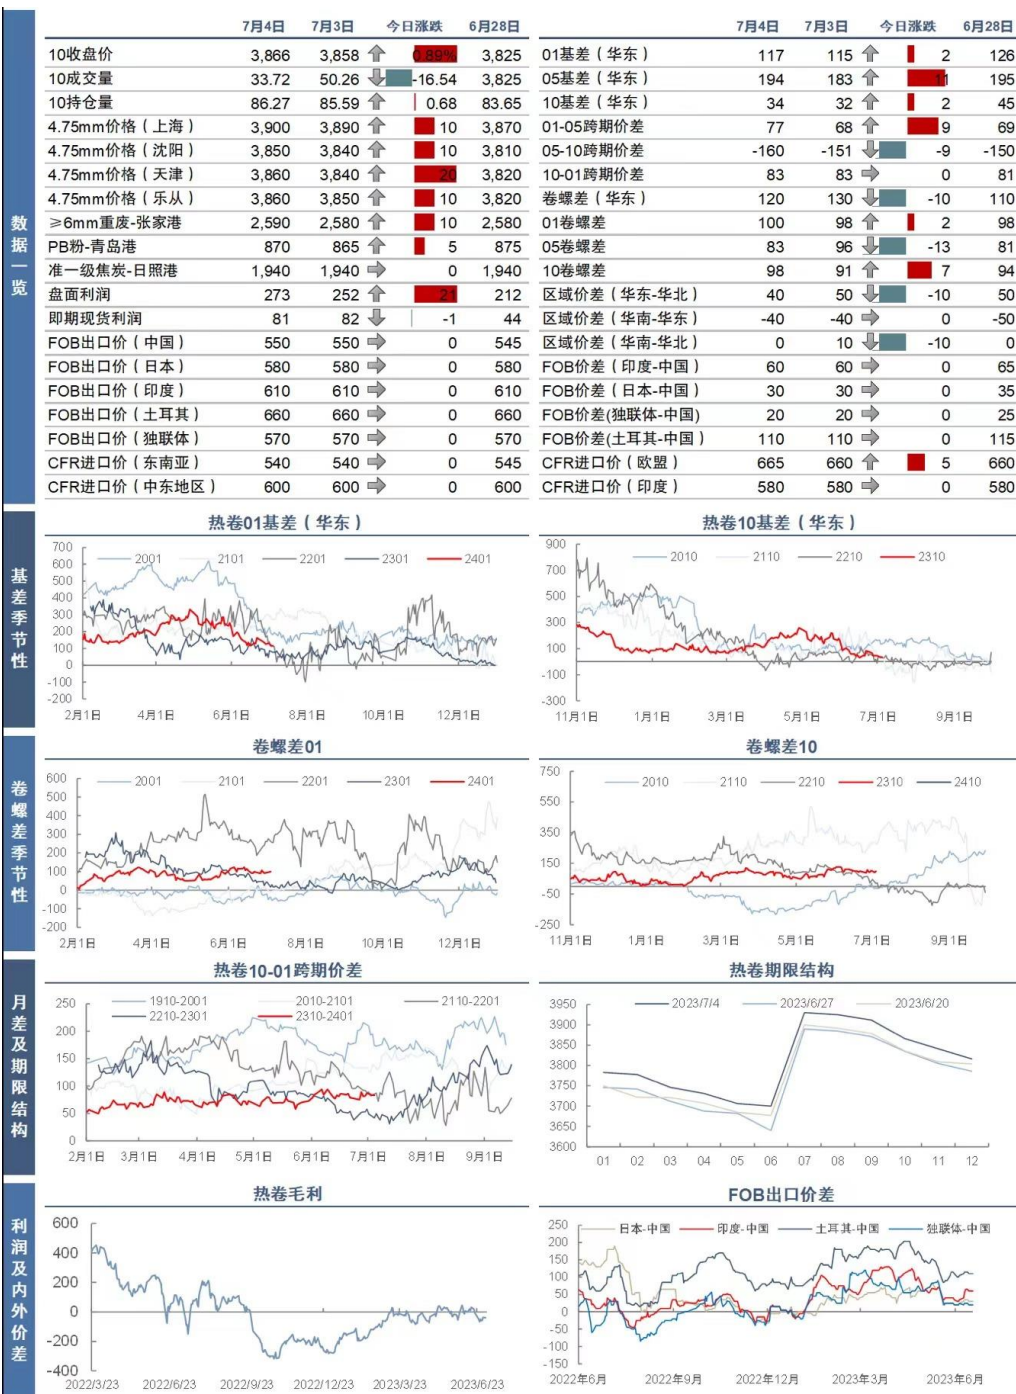 数据一览
7月4日 7月3日 今日涨跌 6月28日
10收盘价 3,866 3,858 0.89% 3,825
10成交量 33.72 50.26 -16.54 3,825
10持仓量 86.27 85.59 0.68 83.65
4.75mm价格（上海） 3,900 3,890 10 3,870
4.75mm价格（沈阳） 3,850 3,840 10 3,810
4.75mm价格（天津） 3,860 3,840 20 3,820
4.75mm价格（乐从） 3,860 3,850 10 3,820
≥6mm重废-张家港 2,590 2,580 10 2,580
PB粉-青岛港 870 865 5 875
准一级焦炭-日照港 1,940 1,940 0 1,940
盘面利润 273 252 21 212
即期现货利润 81 82 -1 44
FOB出口价（中国） 550 550 0 545
FOB出口价（日本） 580 580 0 580
FOB出口价（印度） 610 610 0 610
FOB出口价（土耳其） 660 660 0 660
FOB出口价（独联体） 570 570 0 570
CFR进口价（东南亚） 540 540 0 545
CFR进口价（中东地区） 600 600 0 600
7月4日 7月3日 今日涨跌 6月28日
01基差（华东） 117 115 2 126
05基差（华东） 194 183 11 195
10基差（华东） 34 32 2 45
01-05跨期价差 77 68 9 69
05-10跨期价差 -160 -151 -9 -150
10-01跨期价差 83 83 0 81
卷螺差（华东） 120 130 -10 110
01卷螺差 100 98 2 98
05卷螺差 83 96 -13 81
10卷螺差 98 91 7 94
区域价差（华东-华北） 40 50 -10 50
区域价差（华南-华东） -40 -40 0 -50
区域价差（华南-华北） 0 10 -10 0
FOB价差（印度-中国） 60 60 0 65
FOB价差（日本-中国） 30 30 0 35
FOB价差(独联体-中国) 20 20 0 25
FOB价差(土耳其-中国） 110 110 0 115
CFR进口价（欧盟） 665 660 5 660
CFR进口价（印度） 580 580 0 580
基差季节性
热卷01基差（华东）
2001 2101 2201 2301 2401
700
600
500
400
300
200
100
0
-100
-200
2月1日 4月1日 6月1日 8月1日 10月1日 12月1日
热卷10基差（华东）
2010 2110 2210 2310
900
700
500
300
100
-100
-300
11月1日 1月1日 3月1日 5月1日 7月1日 9月1日
卷螺差季节性
卷螺差01
2001 2101 2201 2301 2401
600
500
400
300
200
100
0
-100
-200
2月1日 4月1日 6月1日 8月1日 10月1日 12月1日
卷螺差10
2010 2110 2210 2310 2410
750
550
350
150
-50
-250
11月1日 1月1日 3月1日 5月1日 7月1日 9月1日
月差及期限结构
热卷10-01跨期价差
1910-2001 2010-2101 2110-2201
2210-2301 2310-2401
250
200
150
100
50
0
2月1日 3月1日 4月1日 5月1日 6月1日 7月1日 8月1日 9月1日
热卷期限结构
2023/7/4 2023/6/27 2023/6/20
3950
3900
3850
3800
3750
3700
3650
3600
01 02 03 04 05 06 07 08 09 10 11 12
利润及内外价差
热卷毛利
600
400
200
0
-200
-400
2022/3/23 2022/6/23 2022/9/23 2022/12/23 2023/3/23 2023/6/23
FOB出口价差
日本-中国 印度-中国 土耳其-中国 独联体-中国
250
200
150
100
50
0
-50
-100
-150
2022年6月 2022年9月 2022年12月 2023年3月 2023年6月